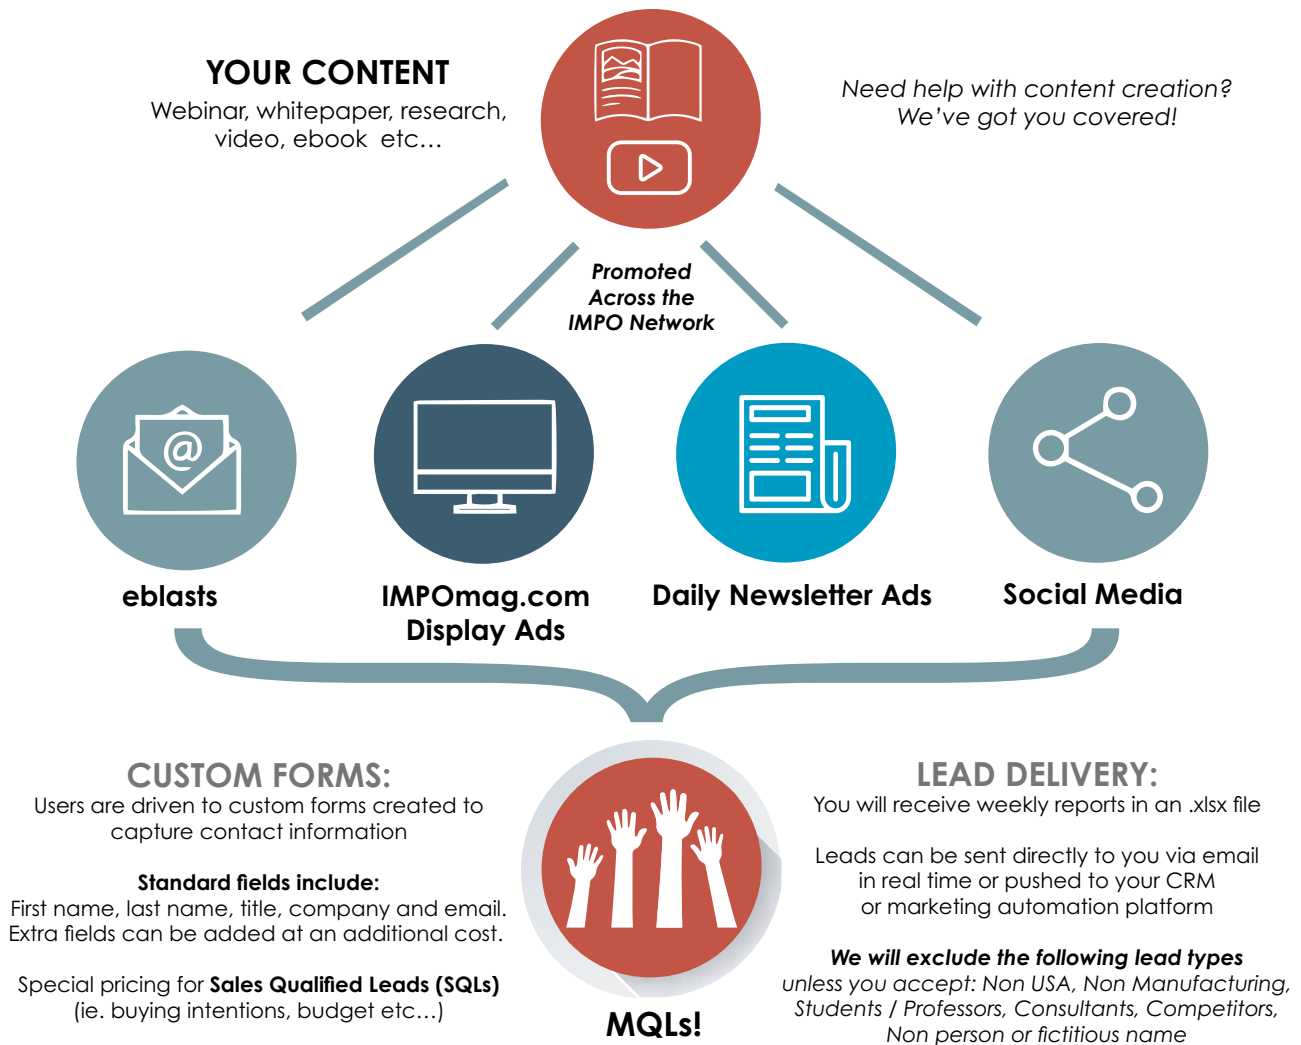 YOUR CONTENT
Webinar, whitepaper, research,
video, ebook etc...
Need help with content creation?
We've got you covered!
Promoted
Across the
IMPO Network
@
eblasts
IMPOmag.com
Display Ads
Daily Newsletter Ads
Social Media
CUSTOM FORMS:
Users are driven to custom forms created to
capture contact information
Standard fields include:
First name, last name, title, company and email.
Extra fields can be added at an additional cost.
Special pricing for Sales Qualified Leads (SQLs)
(ie. buying intentions, budget etc...)
MQLs!
LEAD DELIVERY:
You will receive weekly reports in an .xlsx file
Leads can be sent directly to you via email
in real time or pushed to your CRM
or marketing automation platform
We will exclude the following lead types
unless you accept: Non USA, Non Manufacturing,
Students / Professors, Consultants, Competitors,
Non person or fictitious name